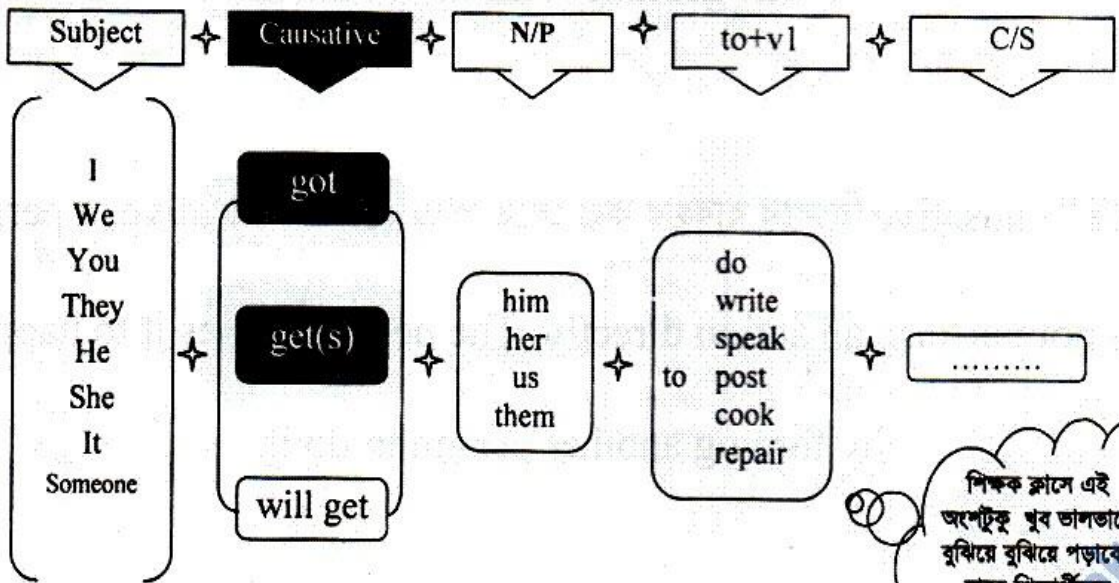 Subject
Causative
N/P
to+v1
C/S
I
We
You
They
He
She
It
Someone
got
get(s)
will get
him
her
us
them
to
do
write
speak
post
cook
repair
.........
শিক্ষক ক্লাসে এই
অংশটুকু খুব ভালভাবে
বুঝিয়ে বুঝিয়ে